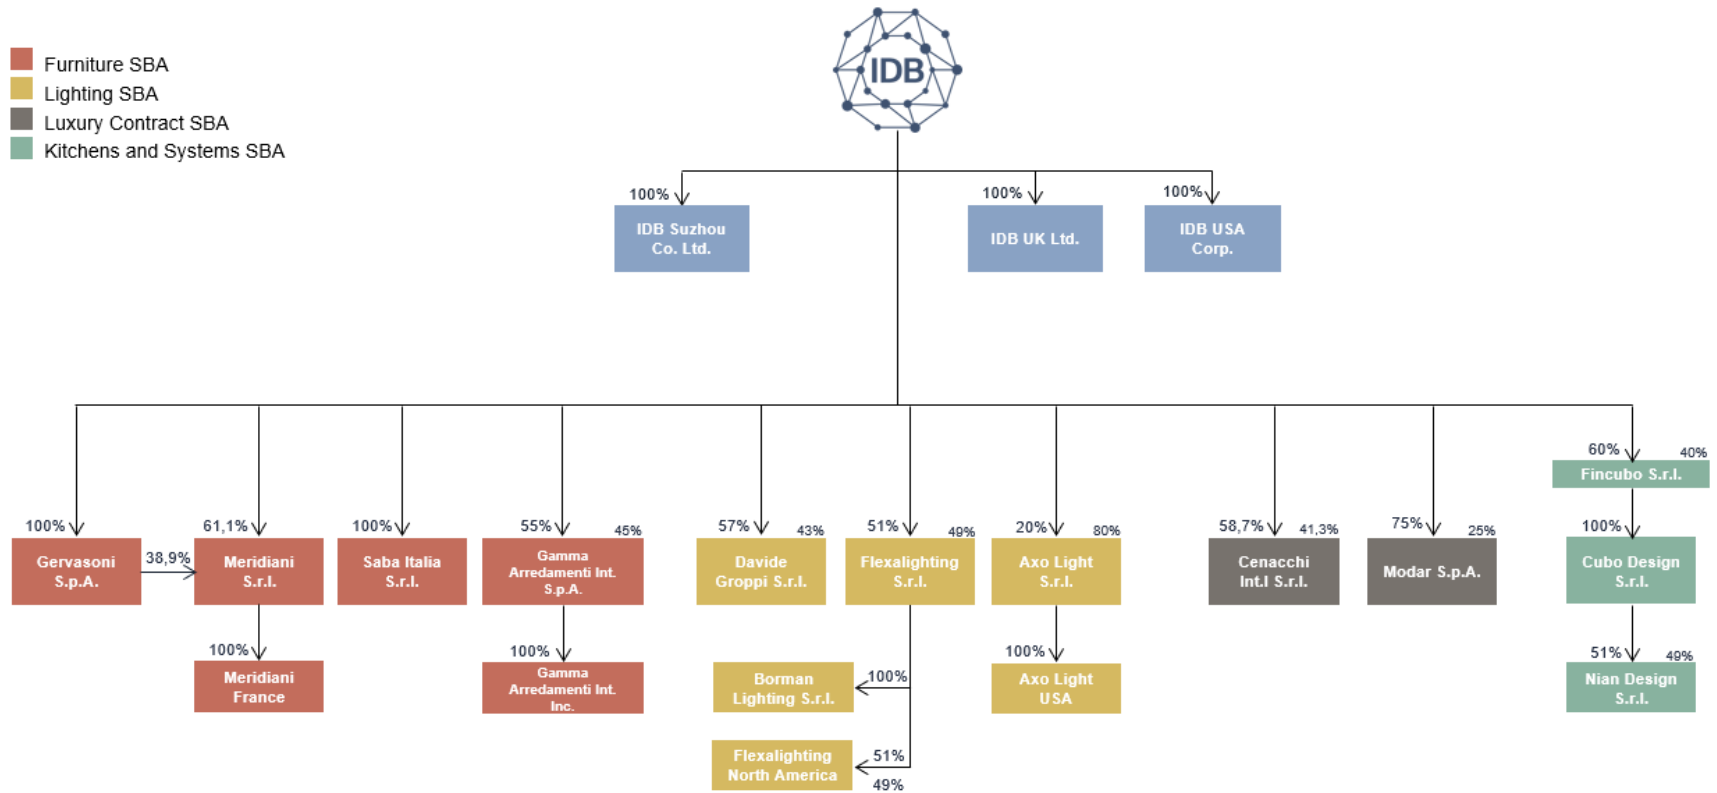 IDB
Furniture SBA
Lighting SBA
Luxury Contract SBA
Kitchens and Systems SBA
100%
100%
100%
IDB Suzhou
Co. Ltd.
IDB UK Ltd.
IDB USA
Corp.
60%
40%
Fincubo S.r.l.
100%
61,1%
100%
55%
45%
57%
43%
51%
49%
20%
80%
58,7%
41,3%
75%
25%
100%
Gervasoni
S.p.A.
38,9%
Meridiani
S.r.l.
Saba Italia
S.r.l.
Gamma
Arredamenti Int.
S.p.A.
Davide
Groppi S.r.l.
Flexalighting
S.r.l.
Axo Light
S.r.l.
Cenacchi
Int.l S.r.l.
Modar S.p.A.
Cubo Design
S.r.l.
100%
100%
100%
51%
49%
Meridiani
France
Gamma
Arredamenti Int.
Inc.
Borman
Lighting S.r.l.
100%
Axo Light
USA
Nian Design
S.r.l.
Flexalighting
North America
51%
49%